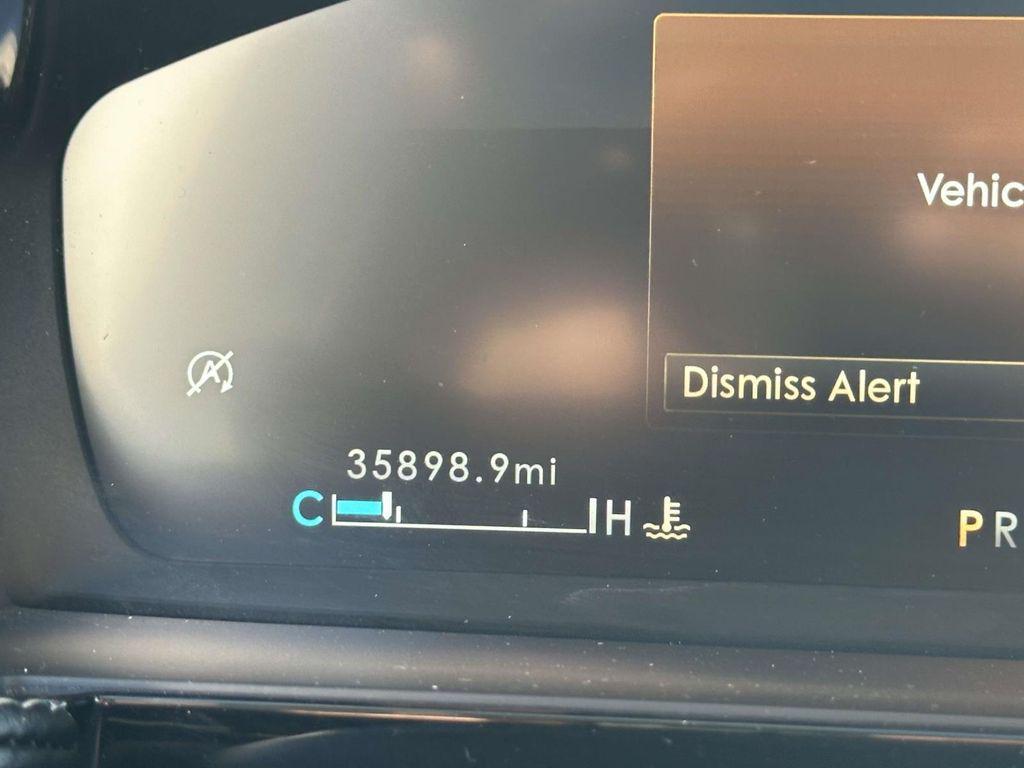 Vehic
A
Dismiss Alert
35898.9mi
C H
P R